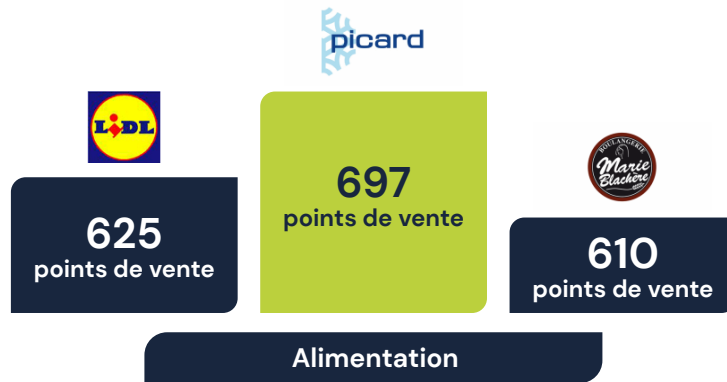 picard
LIDL
BOULANGERIE
Marie
Blachère
697
points de vente
625
points de vente
610
points de vente
Alimentation